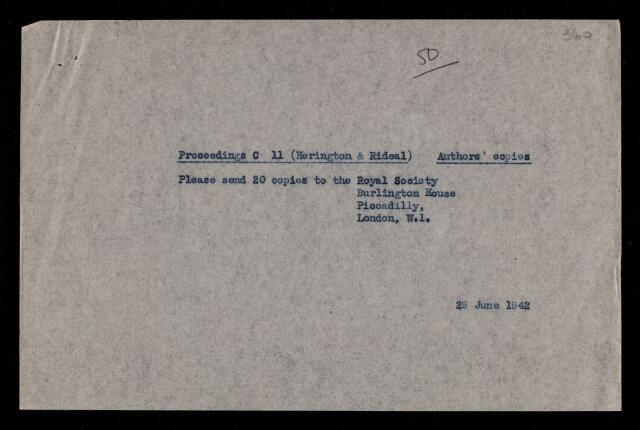 360
50
Proceedings C 11 (Herington & Rideal) Authors' copies
Please send 20 copies to the Royal Society
Burlington House
Piccadilly,
London, W.1.
29 June 1942